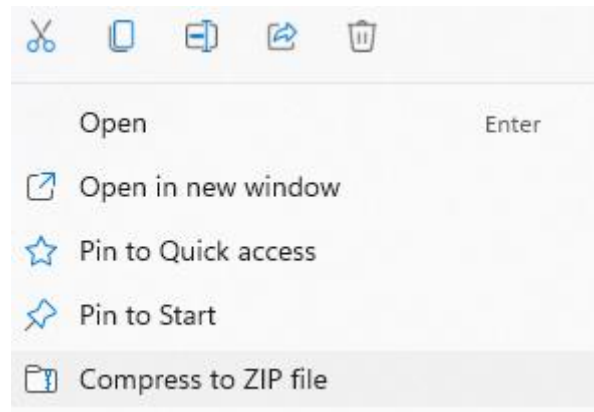 Open Enter
Open in new window
Pin to Quick access
Pin to Start
Compress to ZIP file